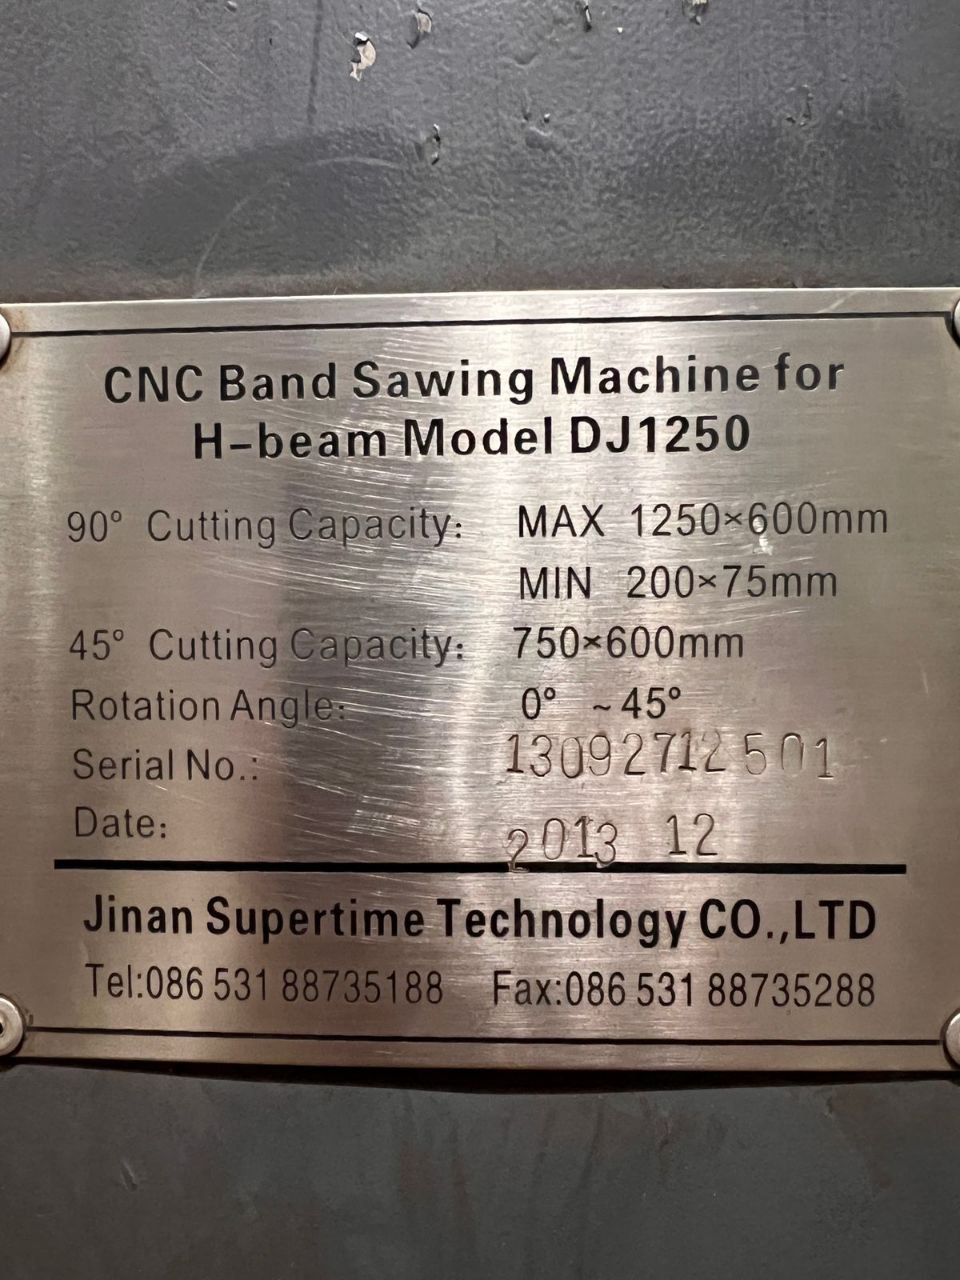 CNC Band Sawing Machine for
H-beam Model DJ1250
90° Cutting Capacity: MAX 1250×600mm
MIN 200×75mm
45° Cutting Capacity: 750×600mm
Rotation Angle: 0° ~45°
Serial No.: 13092712501
Date: 2013 12
Jinan Supertime Technology CO.,LTD
Tel:086 531 88735188 Fax:086 531 88735288